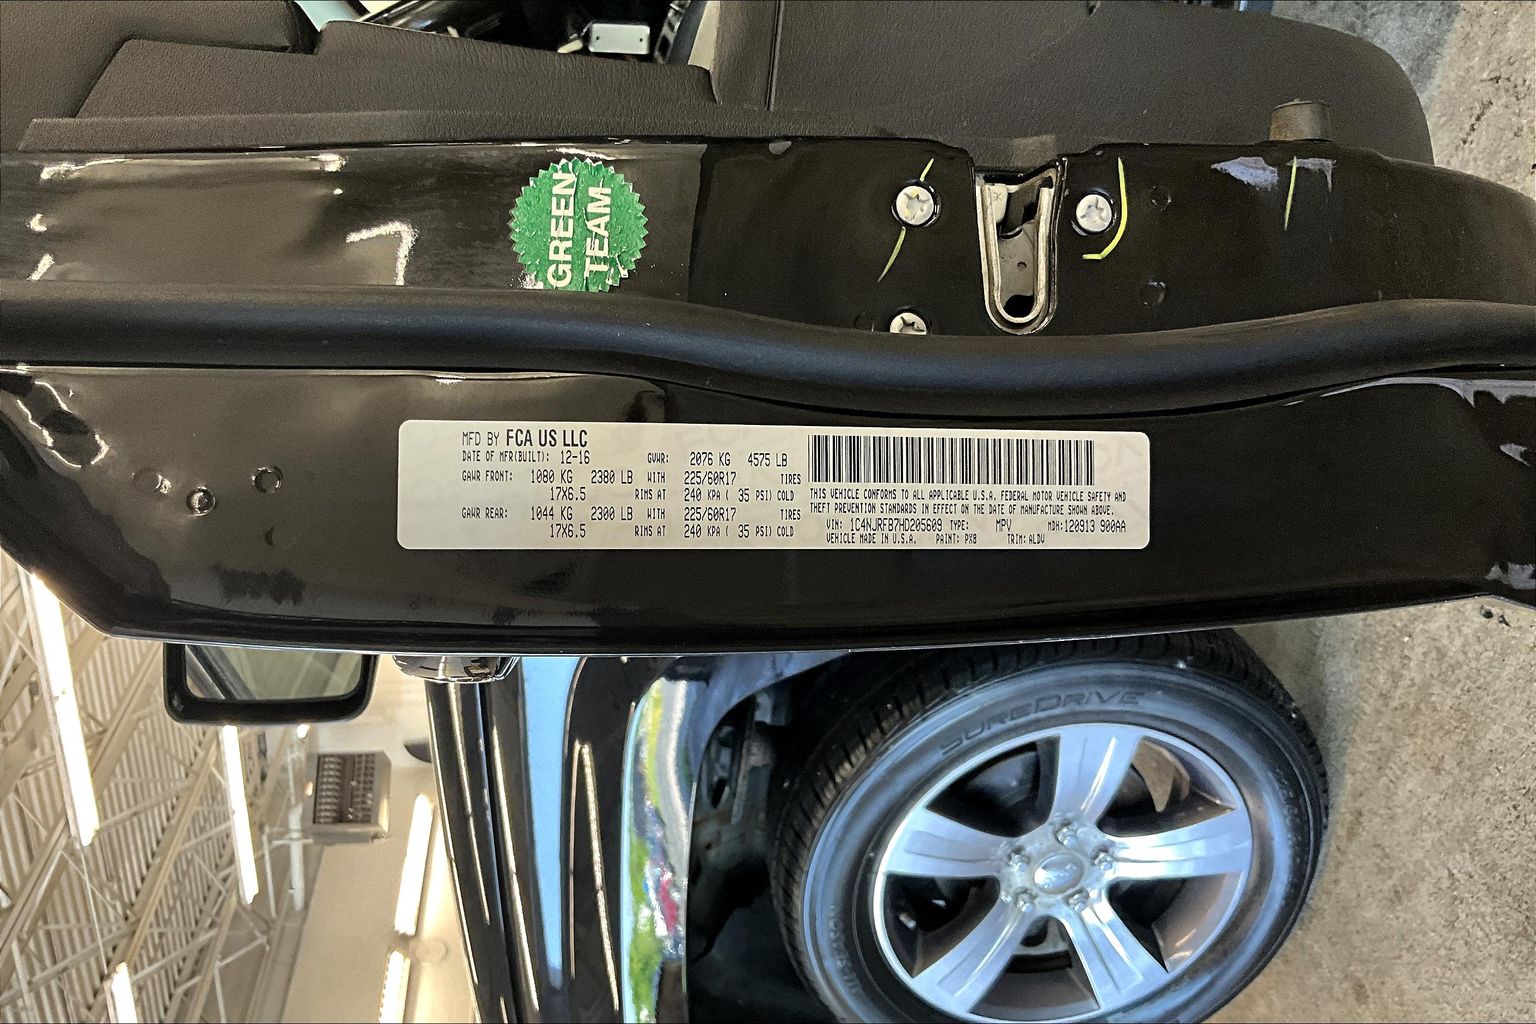 GREEN
TEAM
MFD BY FCA US LLC
DATE OF MFR(BUILT): 12-16 GVWR: 2076 KG 4575 LB
GAWR FRONT: 1080 KG 2380 LB WITH 225/60R17 TIRES
17X6.5 RIMS AT 240 KPA ( 35 PSI) COLD
GAWR REAR: 1044 KG 2300 LB WITH 225/60R17 TIRES
17X6.5 RIMS AT 240 KPA ( 35 PSI) COLD
THIS VEHICLE CONFORMS TO ALL APPLICABLE U.S.A. FEDERAL MOTOR VEHICLE SAFETY AND
THEFT PREVENTION STANDARDS IN EFFECT ON THE DATE OF MANUFACTURE SHOWN ABOVE.
VIN: 1C4NJRFB7HD205609 TYPE: MPV MDH:120913 900AA
VEHICLE MADE IN U.S.A. PAINT: PX8 TRIM: ALDV
SUREDRIVE